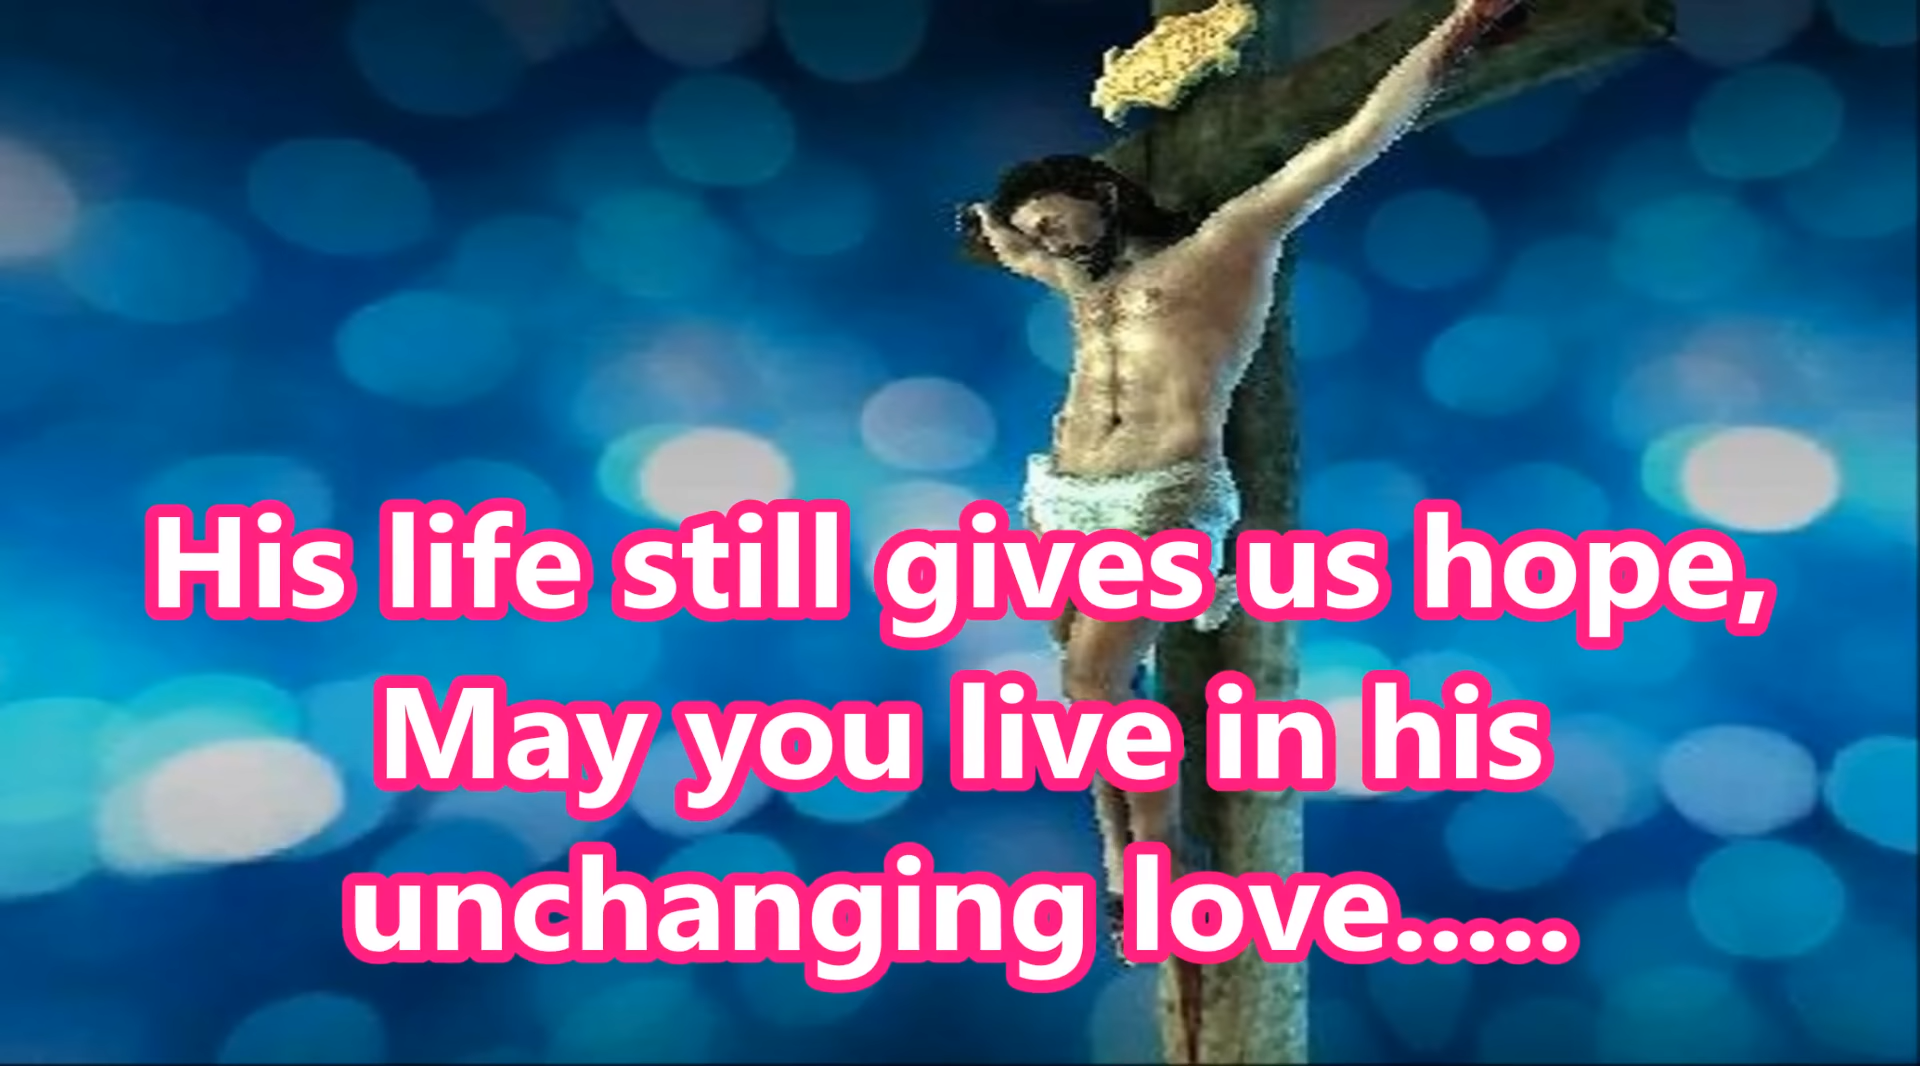 His life still gives us hope,
May you live in his
unchanging love.....